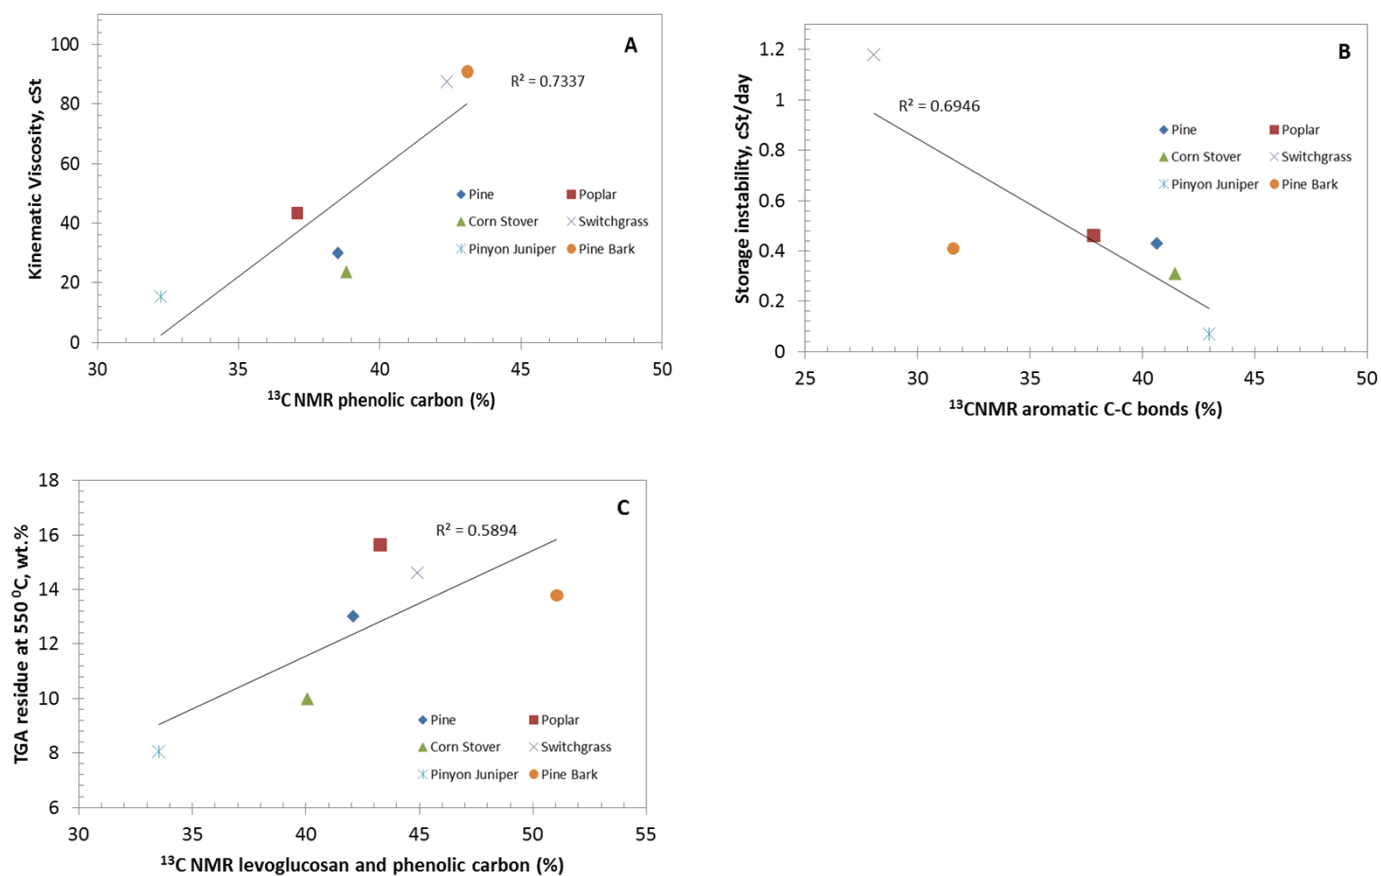 A
Kinematic Viscosity, cSt
100
80
60
40
20
0
R² = 0.7337
Pine
Poplar
Corn Stover
Switchgrass
Pinyon Juniper
Pine Bark
30 35 40 45 50
¹³C NMR phenolic carbon (%)
B
Storage instability, cSt/day
1.2
1
0.8
0.6
0.4
0.2
0
R² = 0.6946
Pine
Poplar
Corn Stover
Switchgrass
Pinyon Juniper
Pine Bark
25 30 35 40 45 50
¹³CNMR aromatic C-C bonds (%)
C
TGA residue at 550 ⁰C, wt.%
18
16
14
12
10
8
6
R² = 0.5894
Pine
Poplar
Corn Stover
Switchgrass
Pinyon Juniper
Pine Bark
30 35 40 45 50 55
¹³C NMR levoglucosan and phenolic carbon (%)